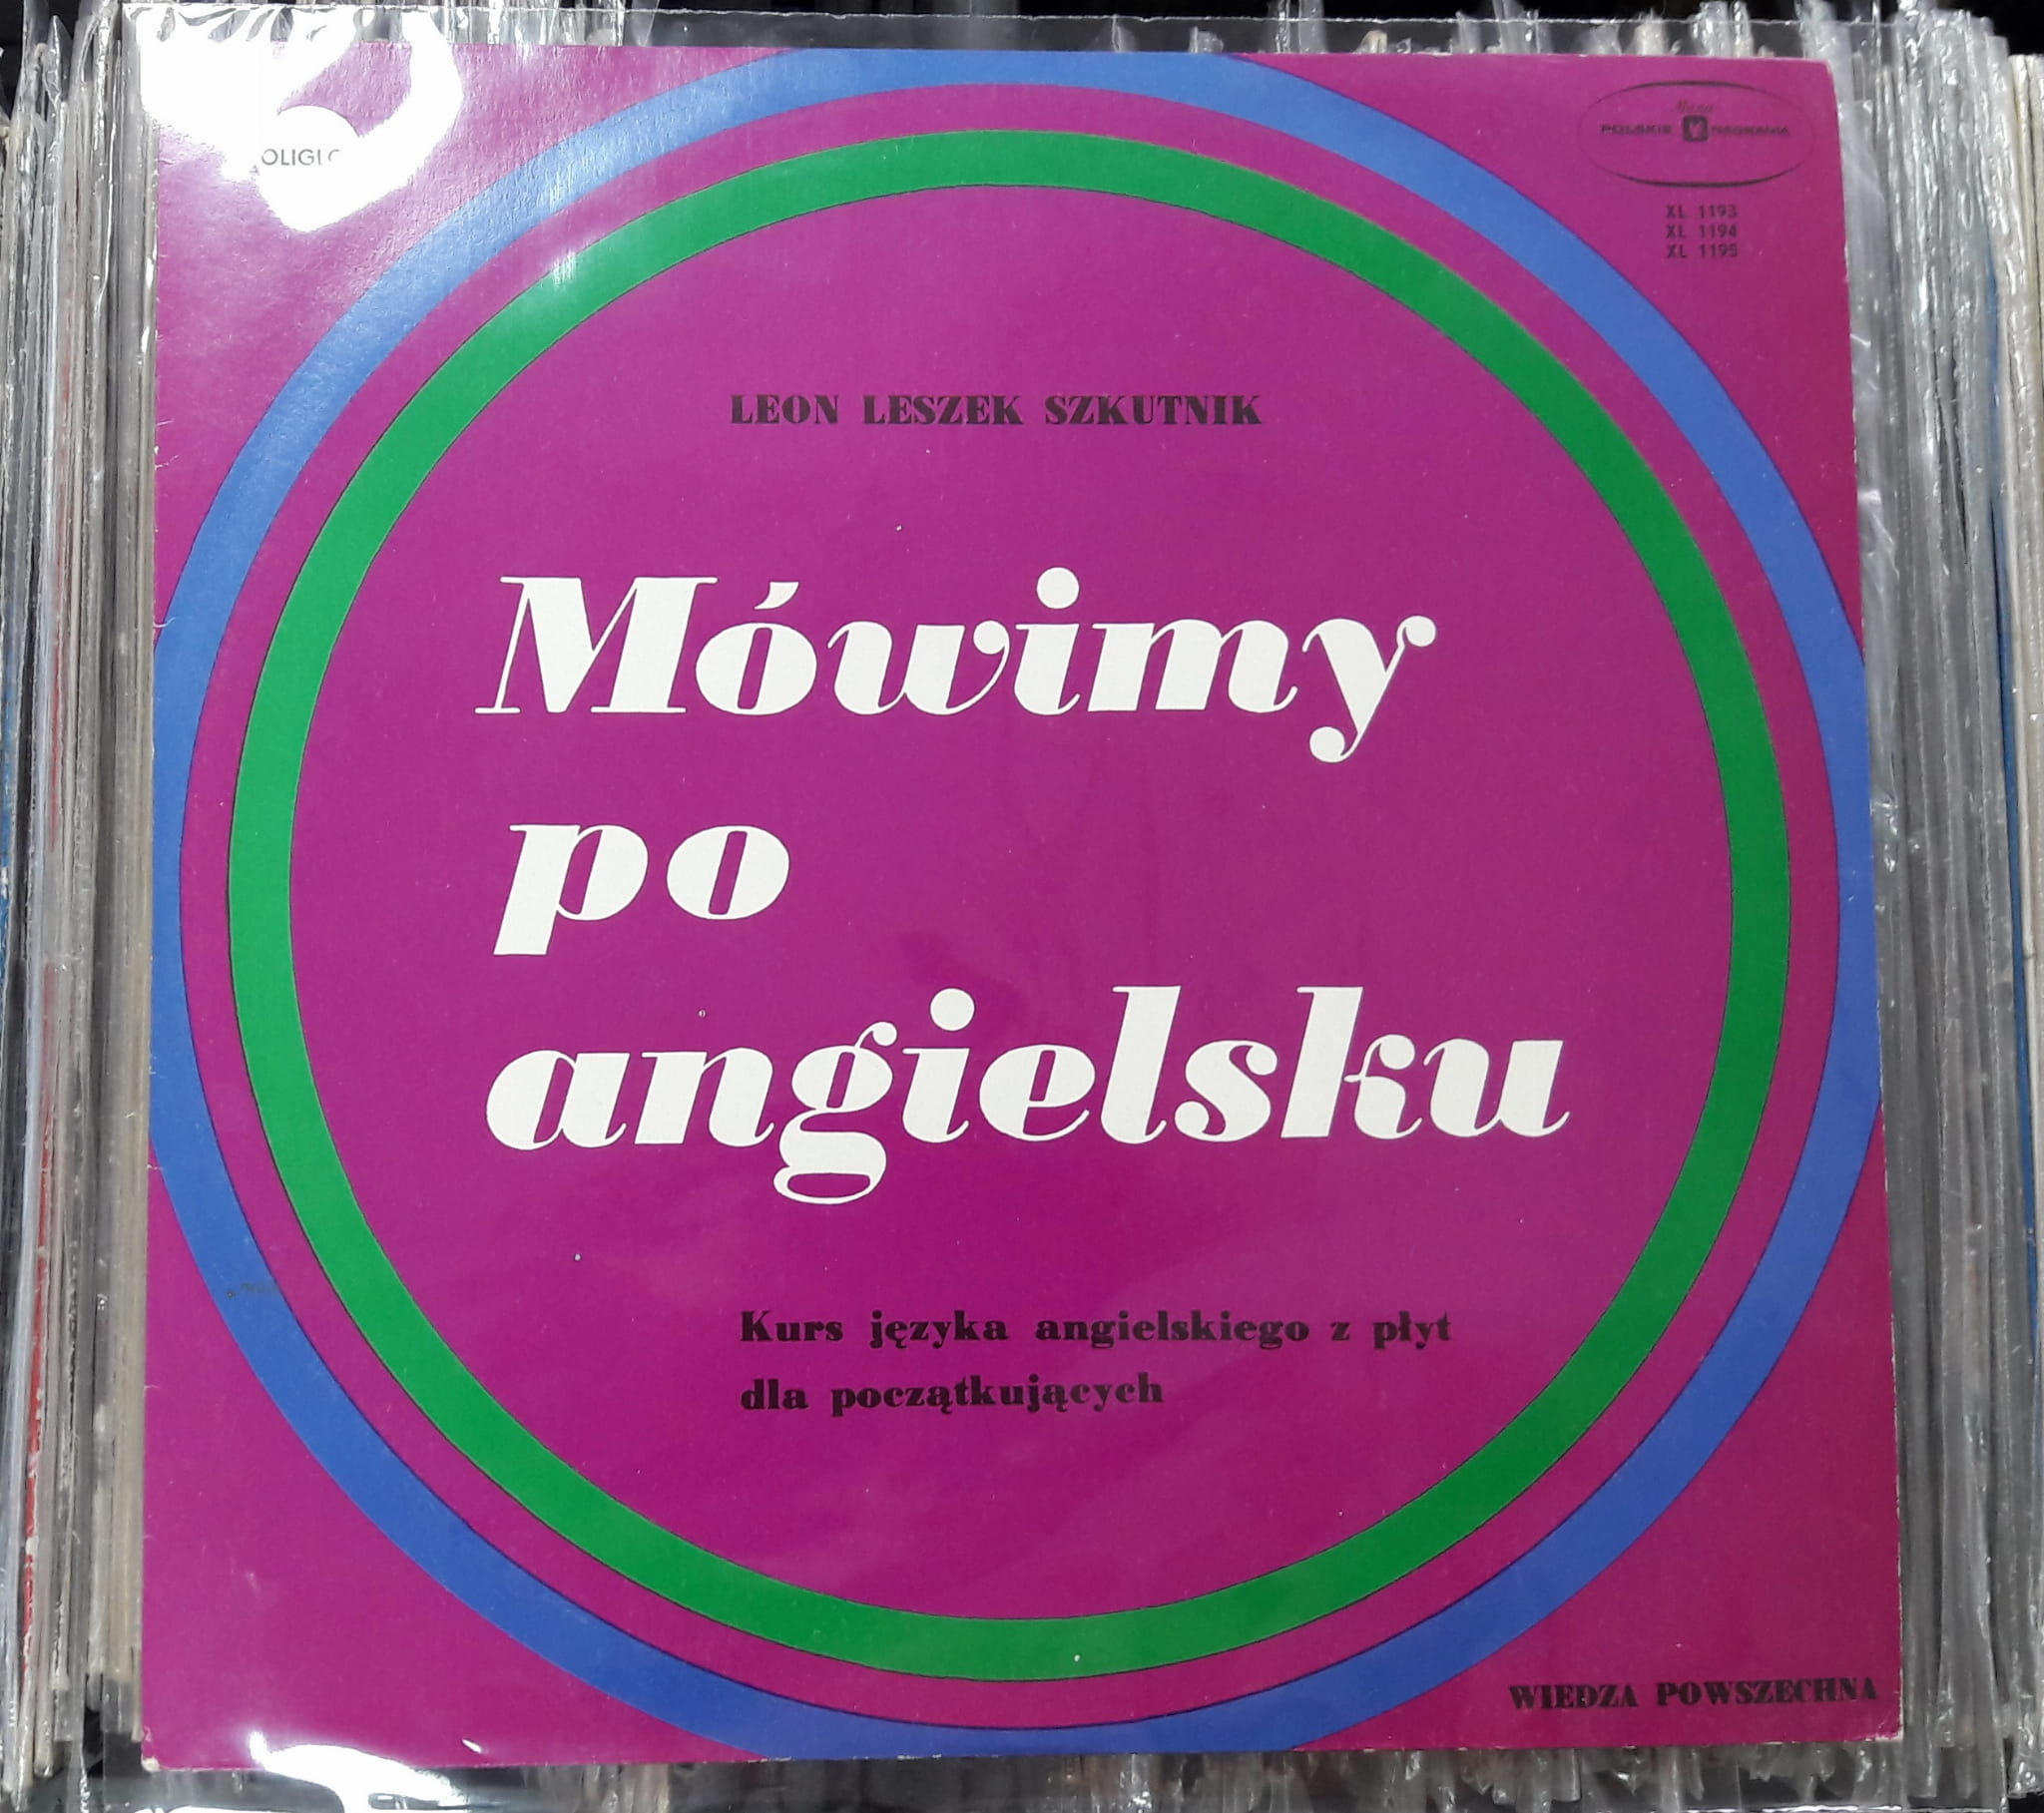 Muza
POLSKIE NAGRANIA
XL 1193
XL 1194
XL 1195
LEON LESZEK SZKUTNIK
Mówimy
po
angielsku
Kurs języka angielskiego z płyt
dla początkujących
WIEDZA POWSZECHNA